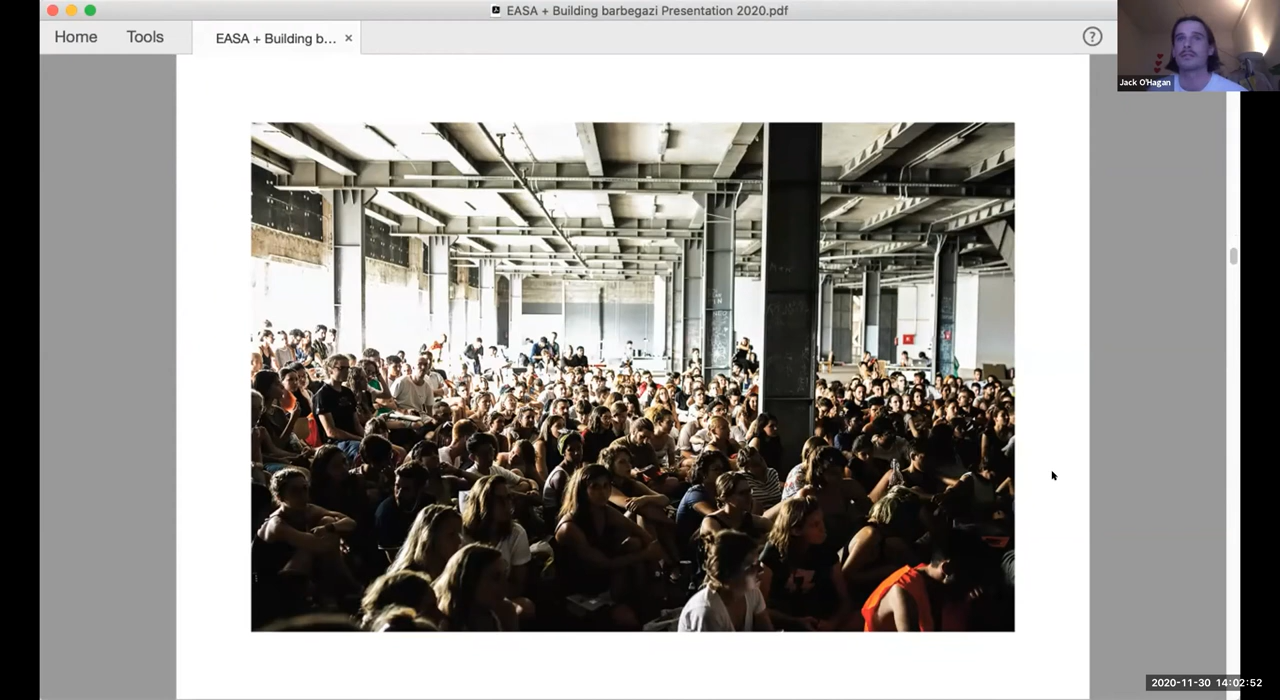 EASA + Building barbegazi Presentation 2020.pdf
Home Tools EASA + Building b... ×
?
Jack O'Hagan
2020-11-30 14:02:52